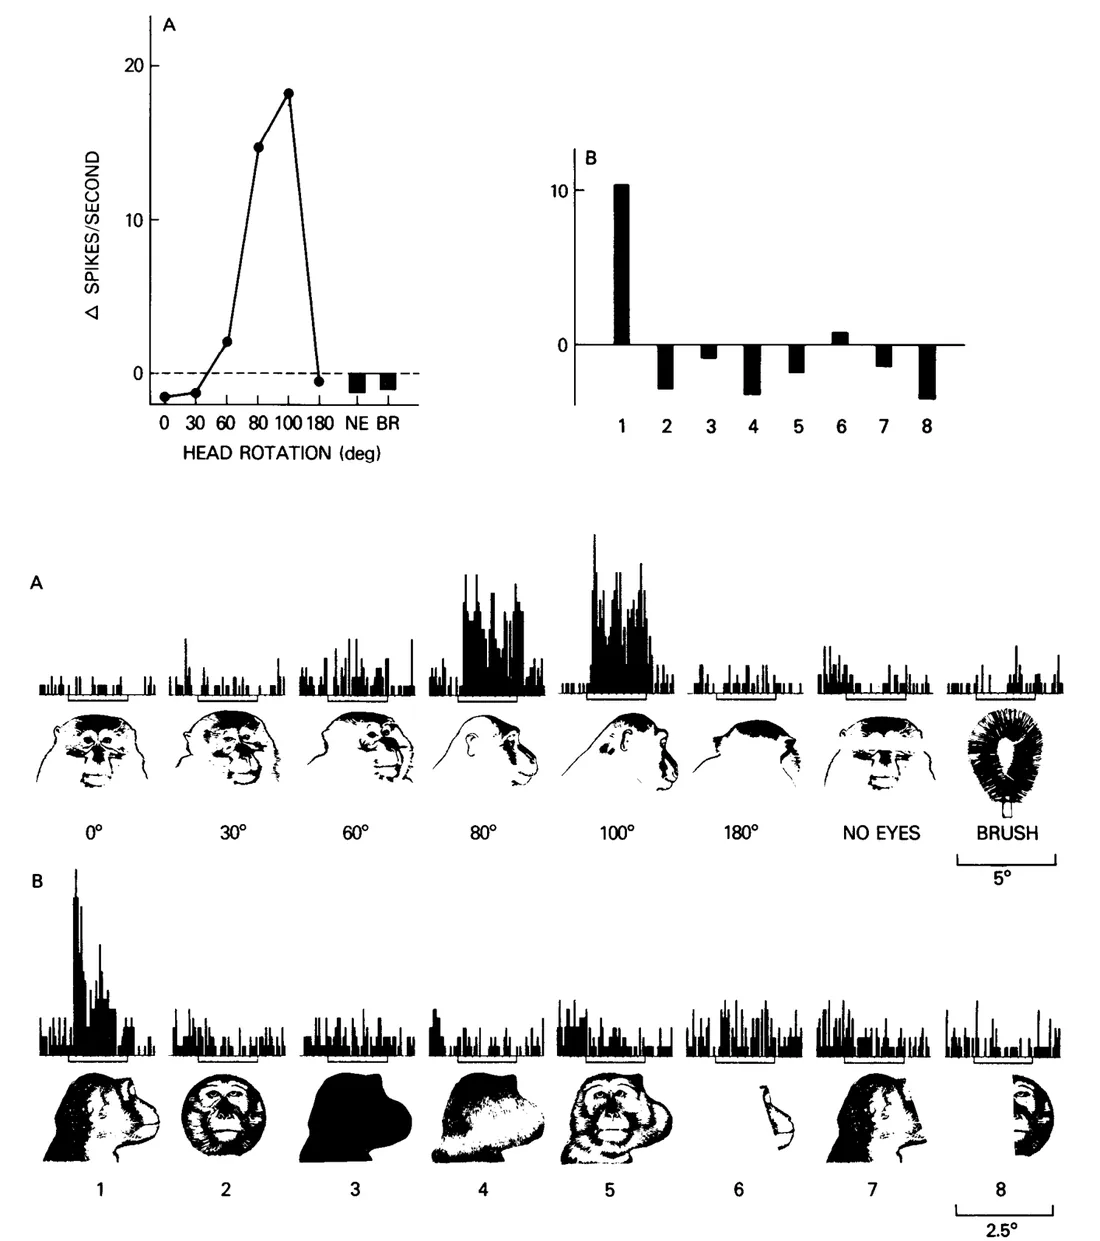 A
20
10
0
Δ SPIKES/SECOND
0 30 60 80 100 180 NE BR
HEAD ROTATION (deg)
B
10
0
1 2 3 4 5 6 7 8
A
0° 30° 60° 80° 100° 180° NO EYES BRUSH
5°
B
1 2 3 4 5 6 7 8
2.5°